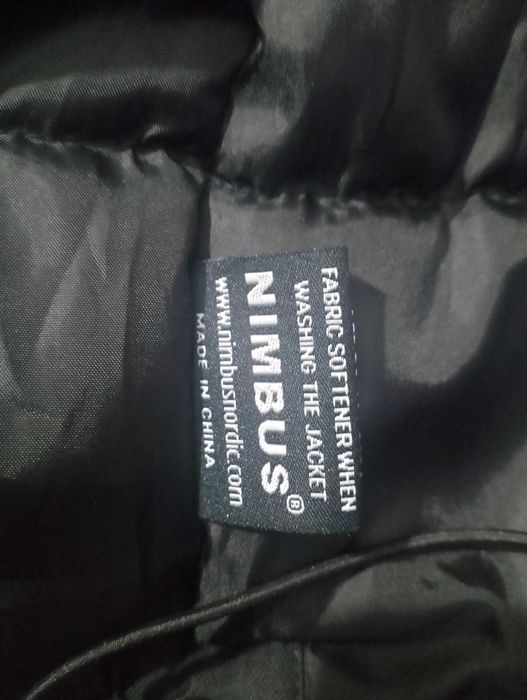 FABRIC SOFTENER WHEN
WASHING THE JACKET
NIMBUS®
www.nimbusnordic.com
MADE IN CHINA